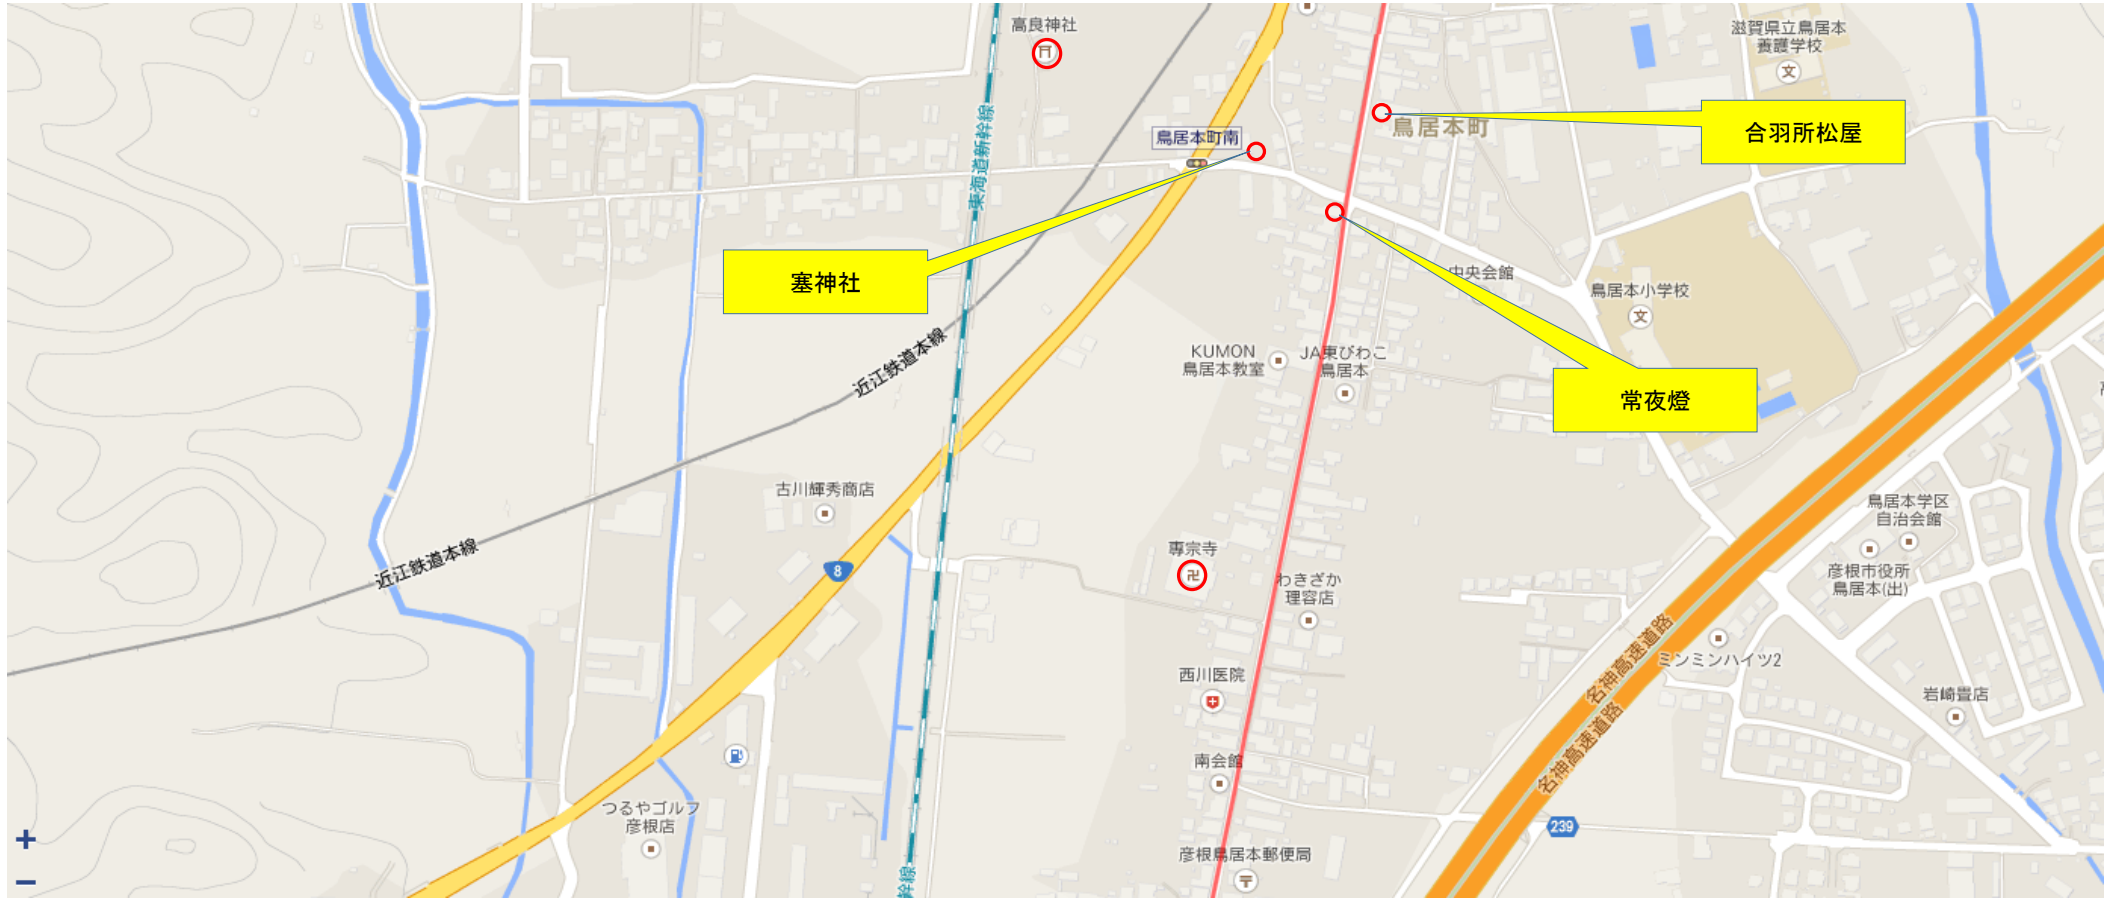 高良神社
滋賀県立鳥居本
養護学校
合羽所松屋
鳥居本町
鳥居本町南
東海道新幹線
塞神社
中央会館
鳥居本小学校
近江鉄道本線
KUMON
鳥居本教室
JA東びわこ
鳥居本
常夜燈
古川輝秀商店
鳥居本学区
自治会館
近江鉄道本線
8
専宗寺
わきざか
理容店
彦根市役所
鳥居本(出)
名神高速道路
ミンミンハイツ2
西川医院
岩崎畳店
名神高速道路
南会館
つるやゴルフ
彦根店
239
彦根鳥居本郵便局
幹線
+
−